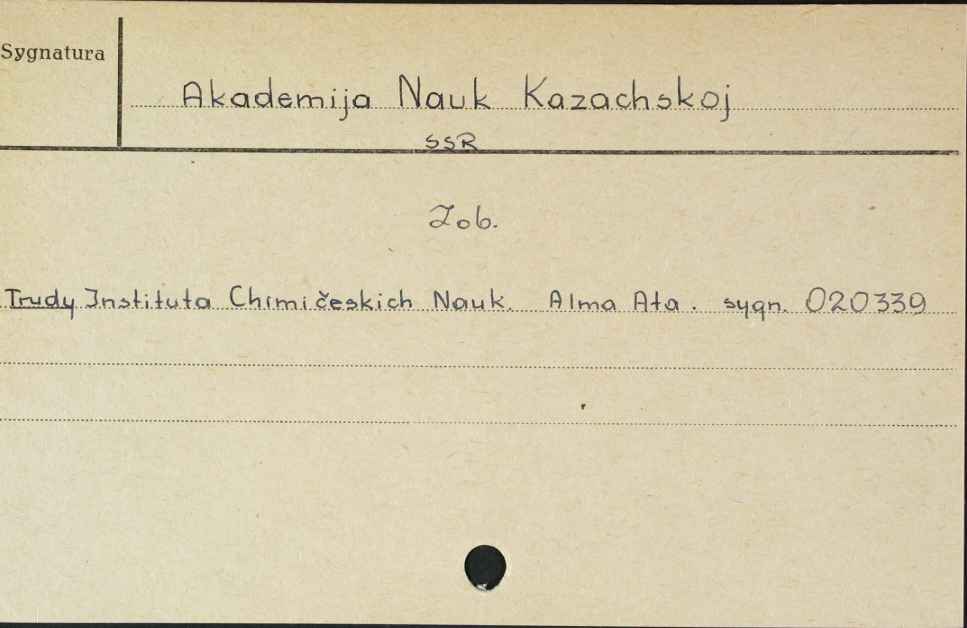 Sygnatura
Akademija Nauk Kazachskoj
SSR
Zob.
Trudy Instituta Chimičeskich Nauk. Alma Ata. sygn. 020339